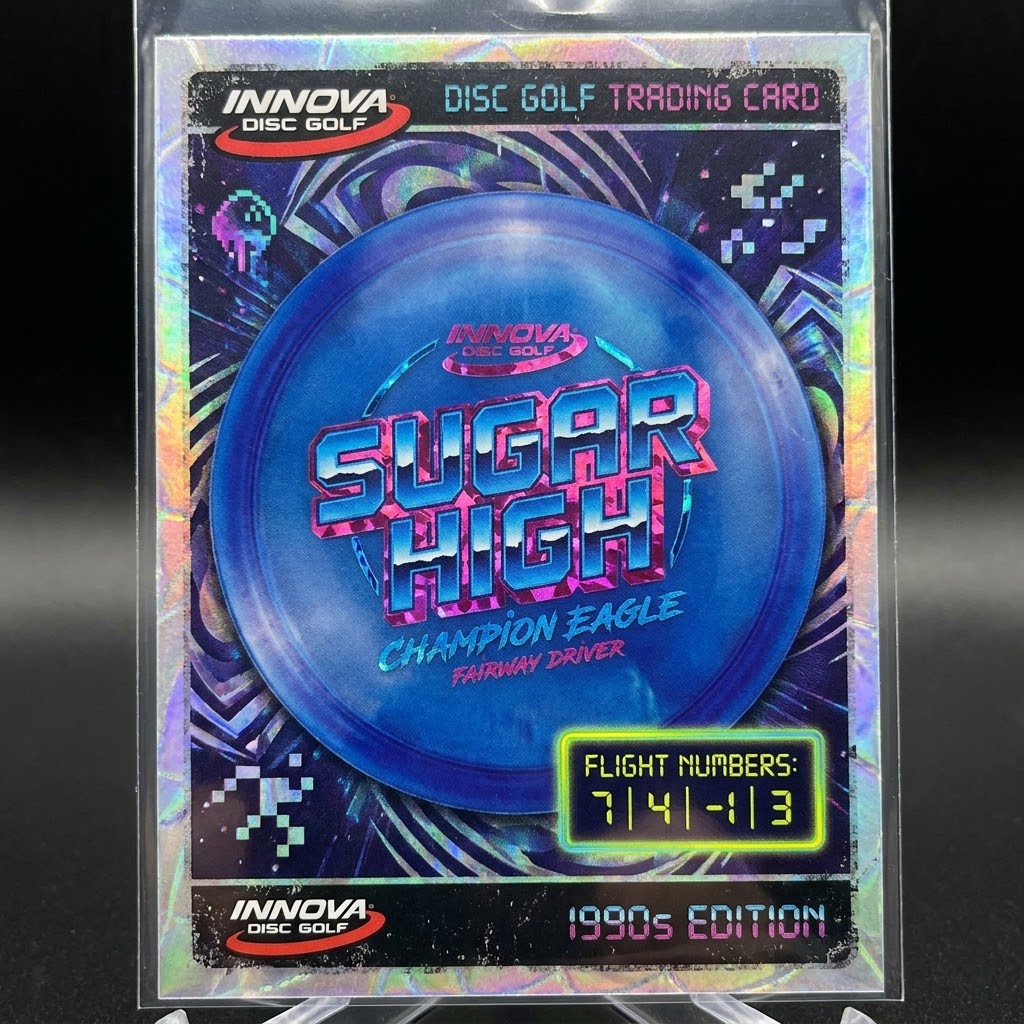 INNOVA
DISC GOLF
DISC GOLF TRADING CARD
INNOVA
DISC GOLF
SUGAR
HIGH
CHAMPiON EAGLE
FAIRWAY DRIVER
FLIGHT NUMBERS:
7 | 4 | -1 | 3
INNOVA
DISC GOLF
1990s EDITION